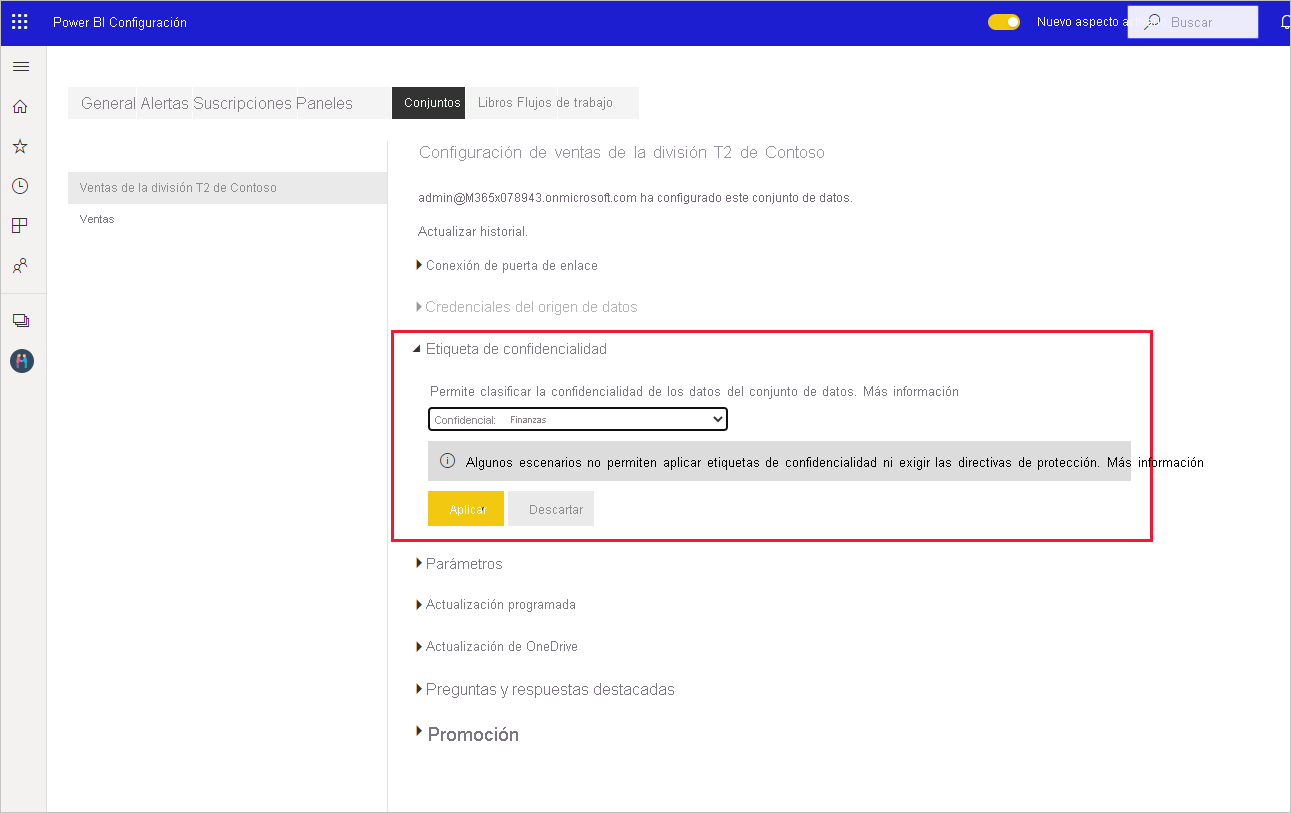 Power BI Configuración
Nuevo aspecto a
Buscar
General Alertas Suscripciones Paneles
Conjuntos
Libros Flujos de trabajo
Ventas de la división T2 de Contoso
Ventas
Configuración de ventas de la división T2 de Contoso
admin@M365x078943.onmicrosoft.com ha configurado este conjunto de datos.
Actualizar historial.
Conexión de puerta de enlace
Credenciales del origen de datos
Etiqueta de confidencialidad
Permite clasificar la confidencialidad de los datos del conjunto de datos. Más información
Confidencial: Finanzas
Algunos escenarios no permiten aplicar etiquetas de confidencialidad ni exigir las directivas de protección. Más información
Aplicar
Descartar
Parámetros
Actualización programada
Actualización de OneDrive
Preguntas y respuestas destacadas
Promoción